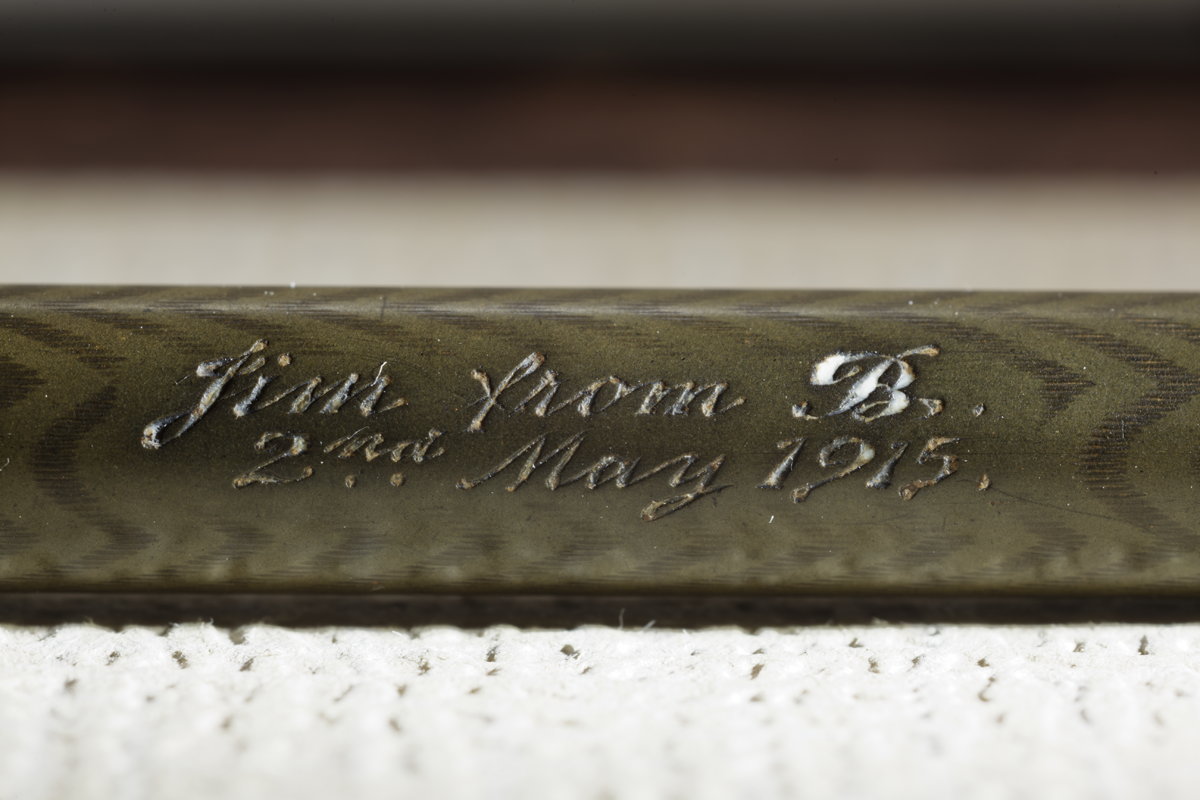 Jim from B.
2nd. May 1915.